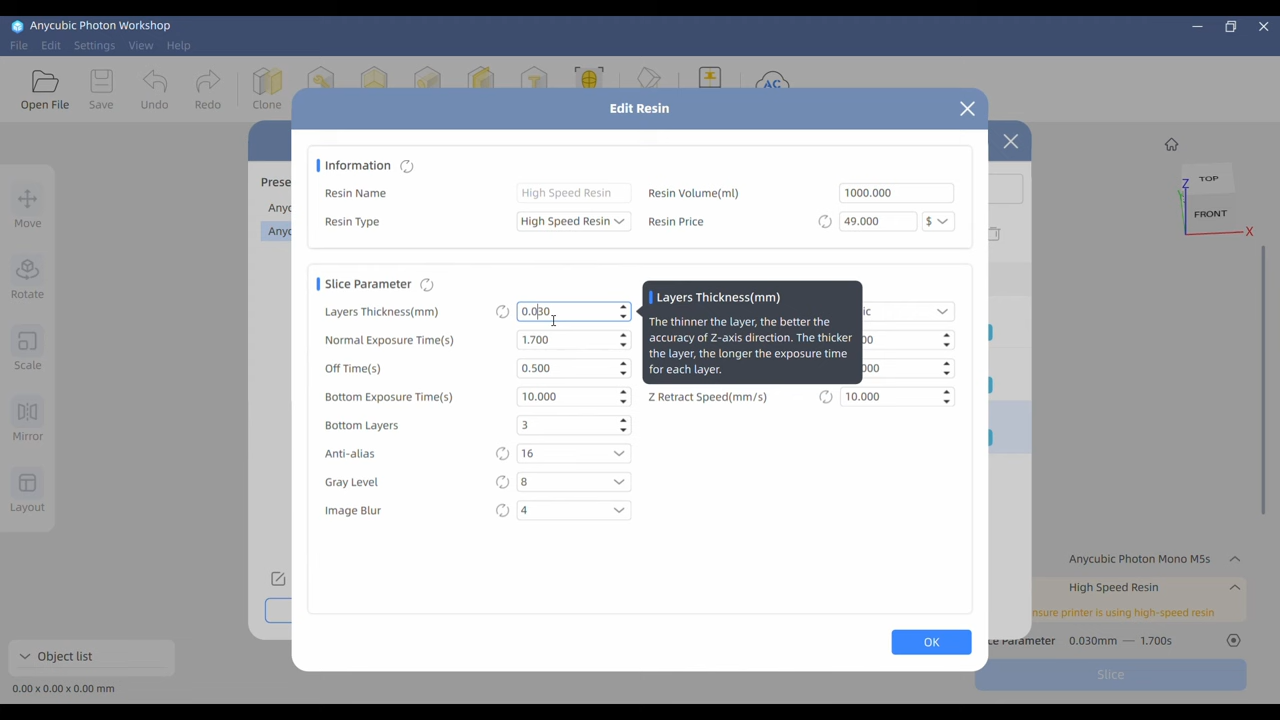 Anycubic Photon Workshop
File Edit Settings View Help
Open File Save Undo Redo Clone
AC
Edit Resin
Prese
Anyc
Anyc
Information
Resin Name High Speed Resin Resin Volume(ml) 1000.000
Resin Type High Speed Resin Resin Price 49.000 $
Slice Parameter
Layers Thickness(mm) 0.030
Normal Exposure Time(s) 1.700
Off Time(s) 0.500
Bottom Exposure Time(s) 10.000 Z Retract Speed(mm/s) 10.000
Bottom Layers 3
Anti-alias 16
Gray Level 8
Image Blur 4
Layers Thickness(mm)
The thinner the layer, the better the
accuracy of Z-axis direction. The thicker
the layer, the longer the exposure time
for each layer.
ic
00
000
OK
Move
Rotate
Scale
Mirror
Layout
TOP
FRONT
Z
Y
X
Anycubic Photon Mono M5s
High Speed Resin
nsure printer is using high-speed resin
ce Parameter 0.030mm — 1.700s
Slice
Object list
0.00 x 0.00 x 0.00 mm